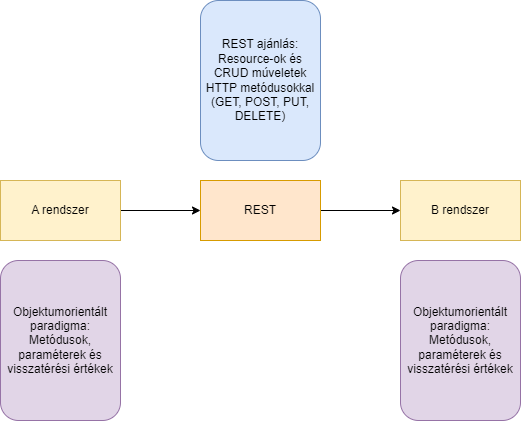 REST ajánlás:
Resource-ok és
CRUD műveletek
HTTP metódusokkal
(GET, POST, PUT,
DELETE)
A rendszer
REST
B rendszer
Objektumorientált
paradigma:
Metódusok,
paraméterek és
visszatérési értékek
Objektumorientált
paradigma:
Metódusok,
paraméterek és
visszatérési értékek